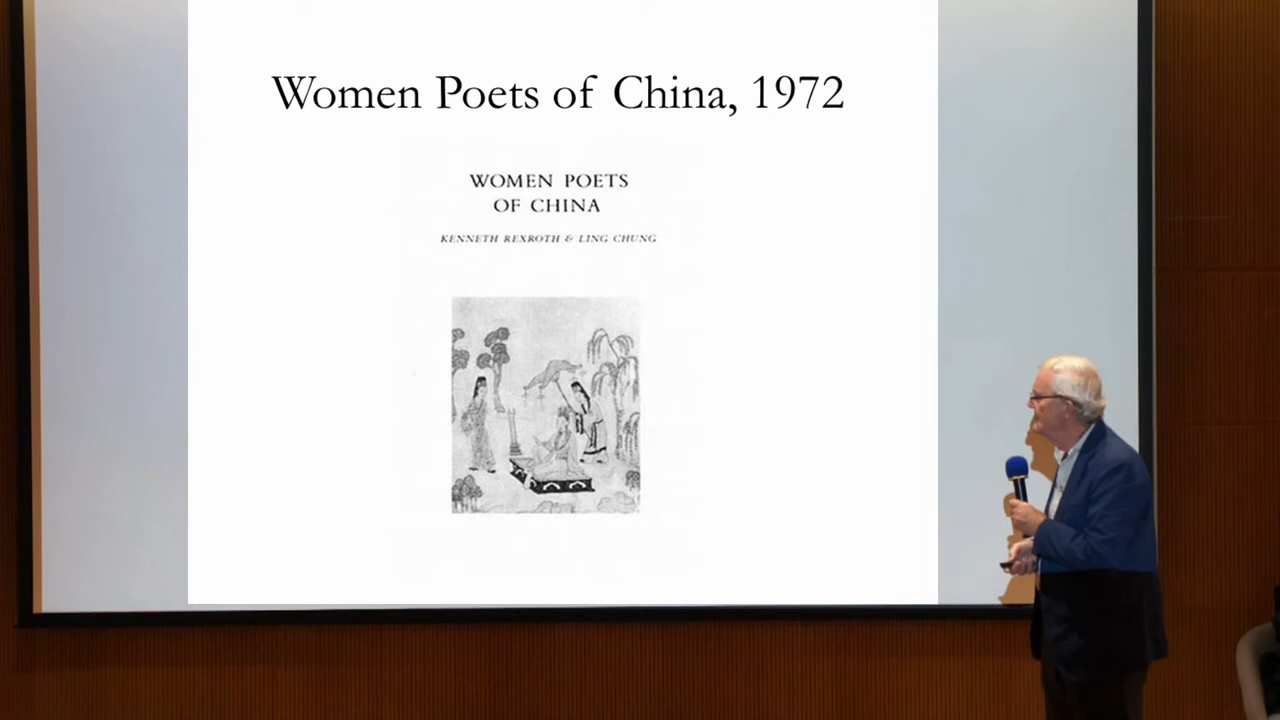 Women Poets of China, 1972
WOMEN POETS
OF CHINA
KENNETH REXROTH & LING CHUNG